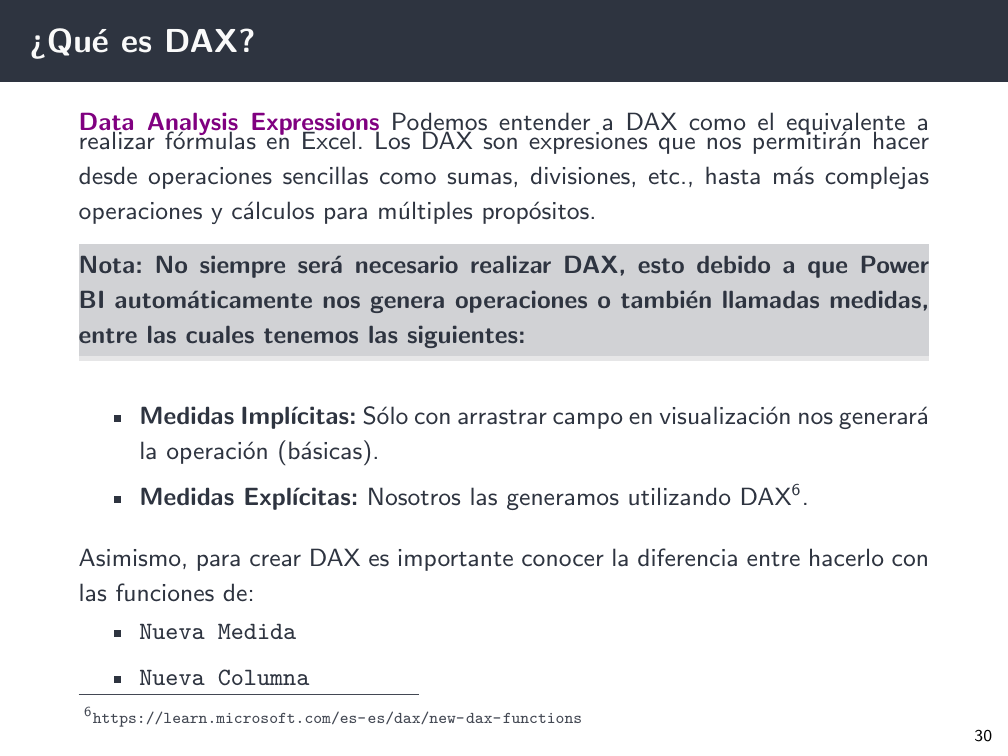 ¿Qué es DAX?
Data Analysis Expressions Podemos entender a DAX como el equivalente a
realizar fórmulas en Excel. Los DAX son expresiones que nos permitirán hacer
desde operaciones sencillas como sumas, divisiones, etc., hasta más complejas
operaciones y cálculos para múltiples propósitos.
Nota: No siempre será necesario realizar DAX, esto debido a que Power
BI automáticamente nos genera operaciones o también llamadas medidas,
entre las cuales tenemos las siguientes:
▪ Medidas Implícitas: Sólo con arrastrar campo en visualización nos generará
la operación (básicas).
▪ Medidas Explícitas: Nosotros las generamos utilizando DAX⁶.
Asimismo, para crear DAX es importante conocer la diferencia entre hacerlo con
las funciones de:
▪ Nueva Medida
▪ Nueva Columna
⁶https://learn.microsoft.com/es-es/dax/new-dax-functions
30